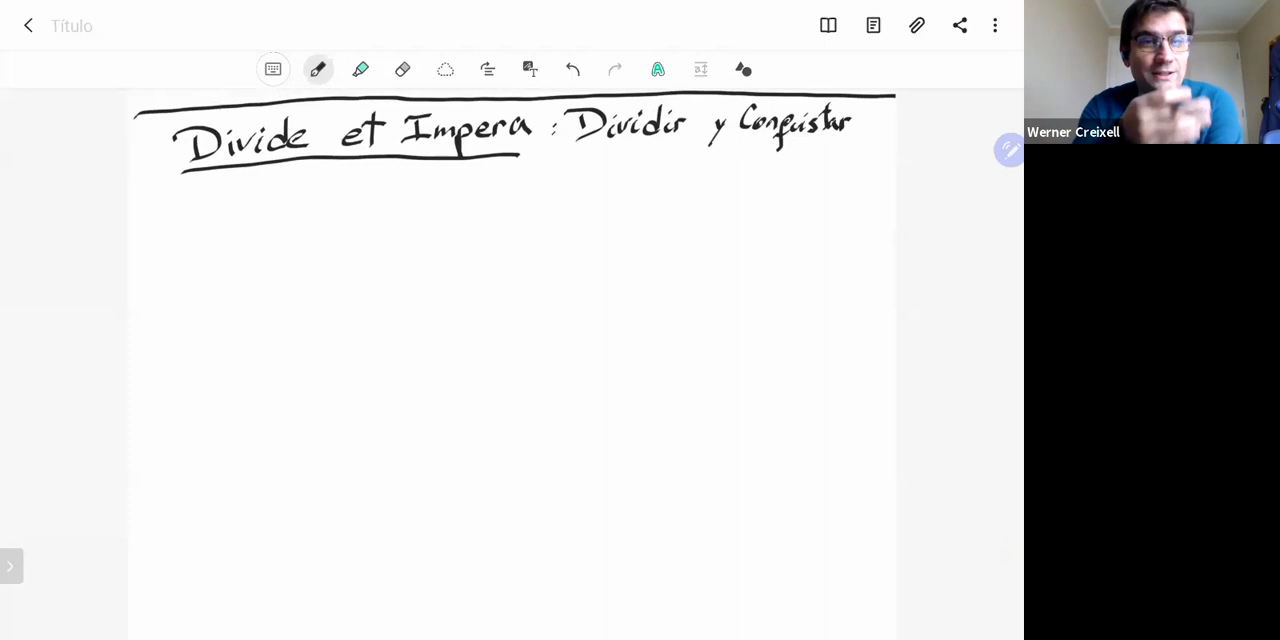 Título
Divide et Impera : Dividir y Conquistar
Werner Creixell